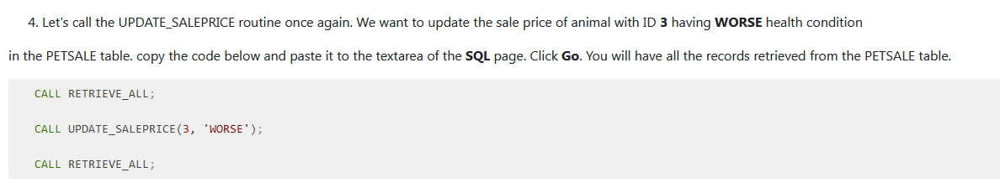 4. Let's call the UPDATE_SALEPRICE routine once again. We want to update the sale price of animal with ID 3 having WORSE health condition
in the PETSALE table. copy the code below and paste it to the textarea of the SQL page. Click Go. You will have all the records retrieved from the PETSALE table.
CALL RETRIEVE_ALL;
CALL UPDATE_SALEPRICE(3, 'WORSE');
CALL RETRIEVE_ALL;